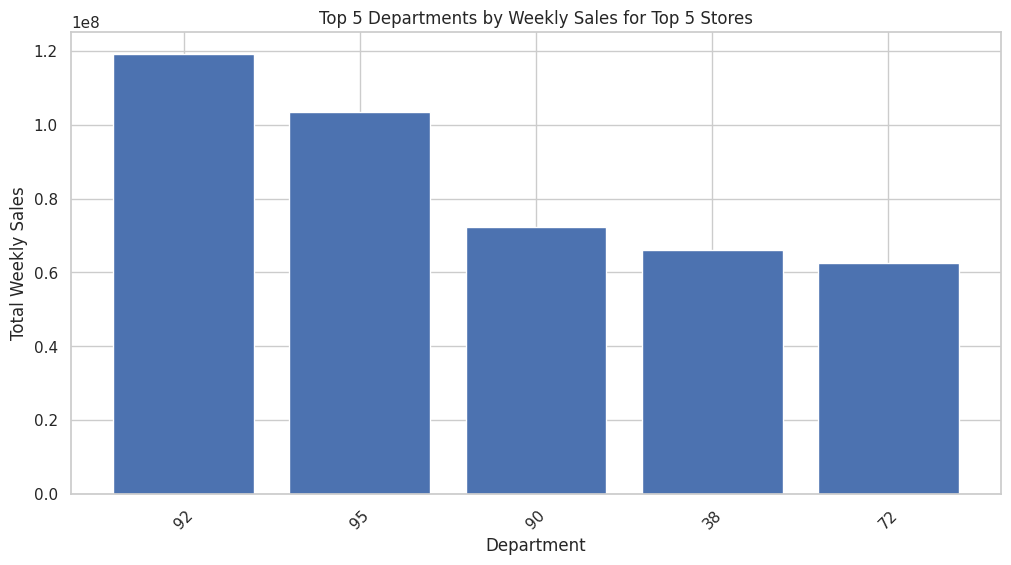 Top 5 Departments by Weekly Sales for Top 5 Stores
1e8
1.2
1.0
0.8
0.6
0.4
0.2
0.0
Total Weekly Sales
92 95 90 38 72
Department